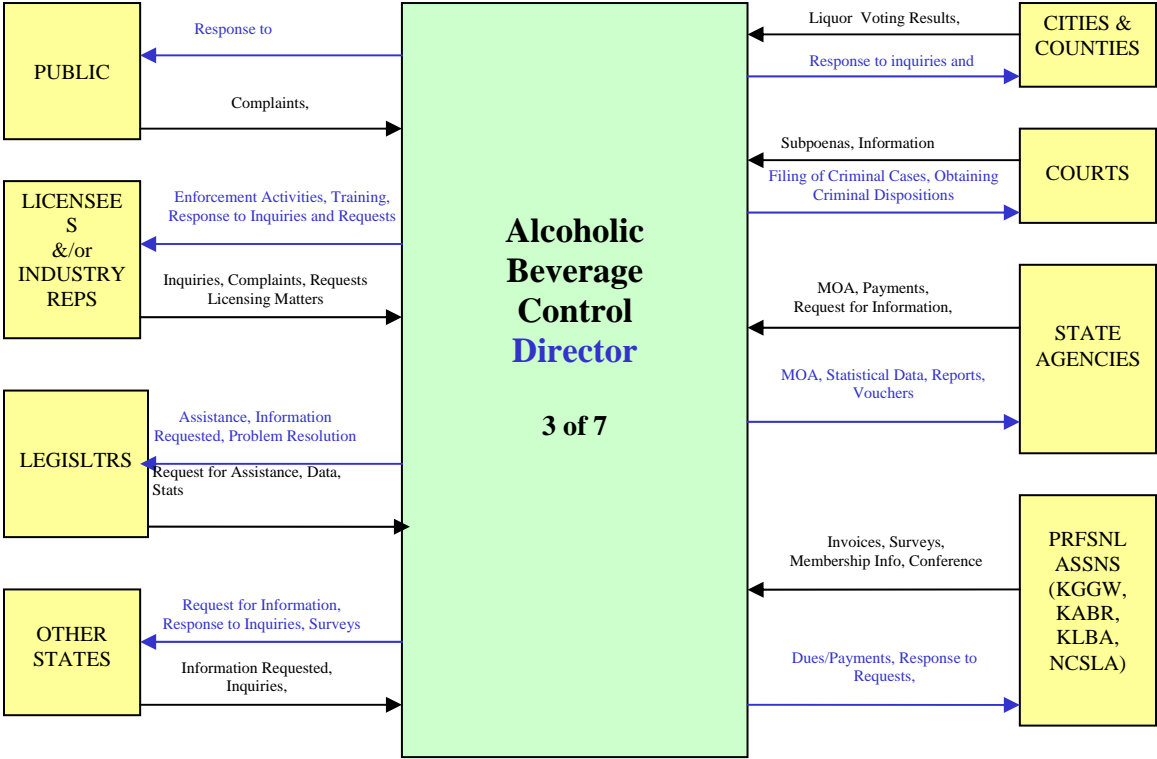 PUBLIC
Response to
Complaints,
LICENSEE
S
&/or
INDUSTRY
REPS
Enforcement Activities, Training,
Response to Inquiries and Requests
Inquiries, Complaints, Requests
Licensing Matters
LEGISLTRS
Assistance, Information
Requested, Problem Resolution
Request for Assistance, Data,
Stats
OTHER
STATES
Request for Information,
Response to Inquiries, Surveys
Information Requested,
Inquiries,
Alcoholic
Beverage
Control
Director
3 of 7
Liquor Voting Results,
Response to inquiries and
CITIES &
COUNTIES
Subpoenas, Information
Filing of Criminal Cases, Obtaining
Criminal Dispositions
COURTS
MOA, Payments,
Request for Information,
MOA, Statistical Data, Reports,
Vouchers
STATE
AGENCIES
Invoices, Surveys,
Membership Info, Conference
Dues/Payments, Response to
Requests,
PRFSNL
ASSNS
(KGGW,
KABR,
KLBA,
NCSLA)